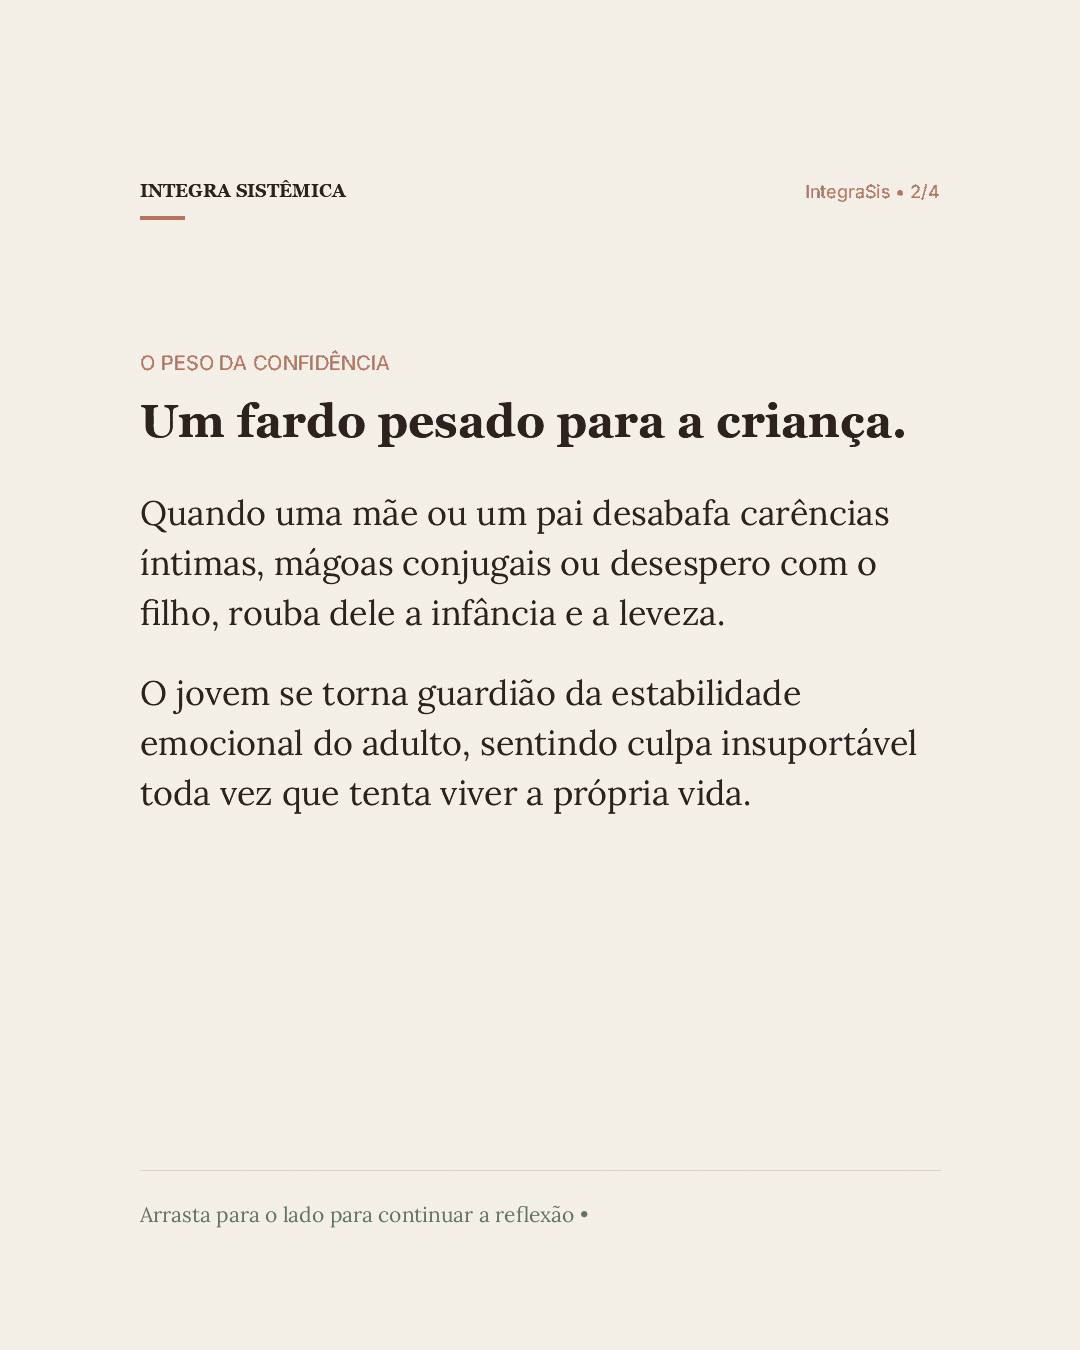 INTEGRA SISTÊMICA
IntegraSis • 2/4
O PESO DA CONFIDÊNCIA
Um fardo pesado para a criança.
Quando uma mãe ou um pai desabafa carências
íntimas, mágoas conjugais ou desespero com o
filho, rouba dele a infância e a leveza.
O jovem se torna guardião da estabilidade
emocional do adulto, sentindo culpa insuportável
toda vez que tenta viver a própria vida.
Arrasta para o lado para continuar a reflexão •